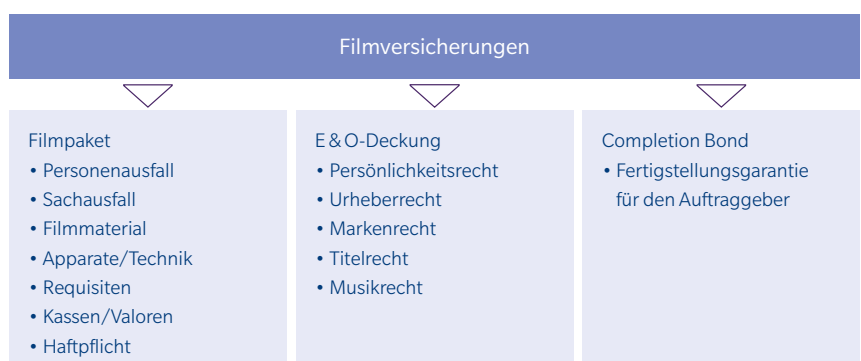 Filmversicherungen
Filmpaket
• Personenausfall
• Sachausfall
• Filmmaterial
• Apparate/Technik
• Requisiten
• Kassen/Valoren
• Haftpflicht
E & O-Deckung
• Persönlichkeitsrecht
• Urheberrecht
• Markenrecht
• Titelrecht
• Musikrecht
Completion Bond
• Fertigstellungsgarantie
für den Auftraggeber